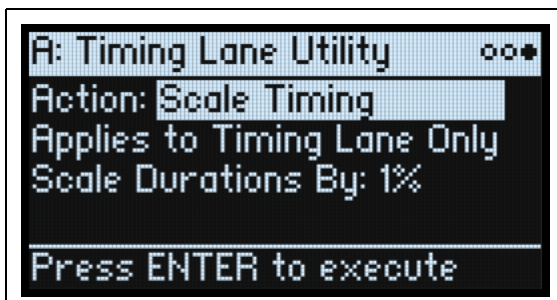 A: Timing Lane Utility
Action: Scale Timing
Applies to Timing Lane Only
Scale Durations By: 1%
Press ENTER to execute